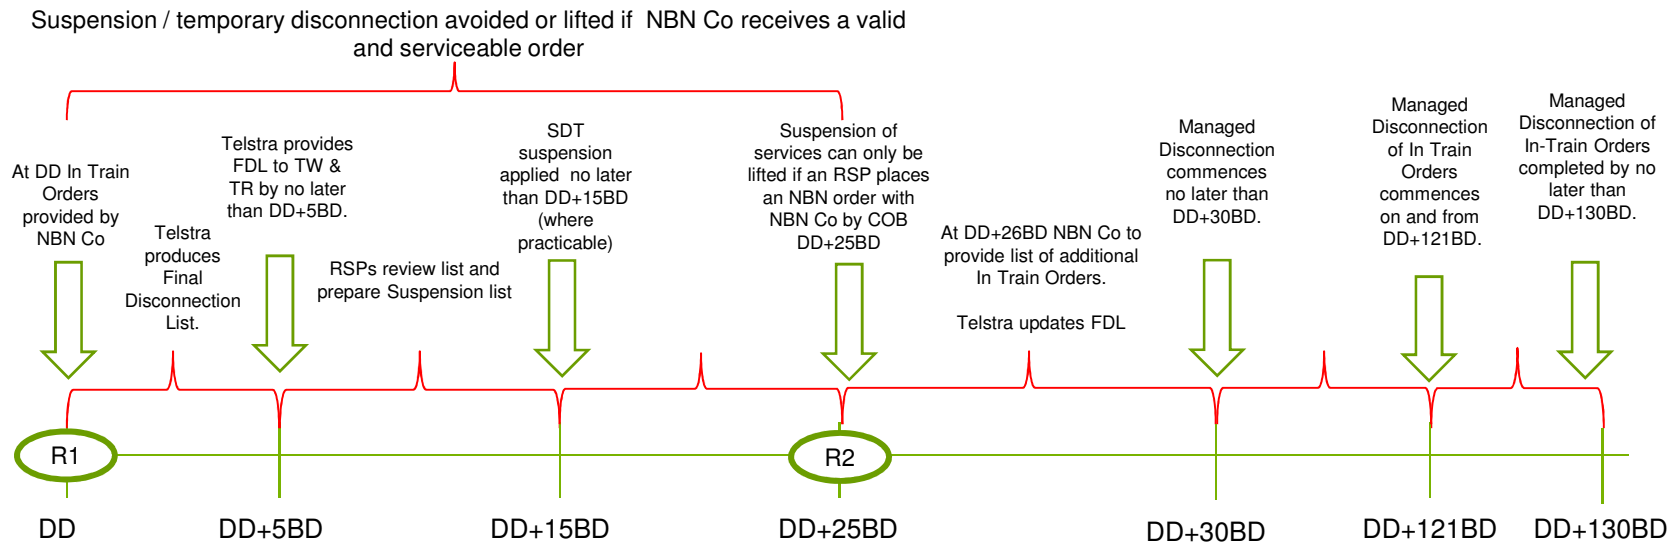 Suspension / temporary disconnection avoided or lifted if NBN Co receives a valid
and serviceable order
At DD In Train
Orders
provided by
NBN Co
Telstra
produces
Final
Disconnection
List.
Telstra provides
FDL to TW &
TR by no later
than DD+5BD.
RSPs review list and
prepare Suspension list
SDT
suspension
applied no later
than DD+15BD
(where
practicable)
Suspension of
services can only be
lifted if an RSP places
an NBN order with
NBN Co by COB
DD+25BD
At DD+26BD NBN Co to
provide list of additional
In Train Orders.
Telstra updates FDL
Managed
Disconnection
commences
no later than
DD+30BD.
Managed
Disconnection
of In Train
Orders
commences
on and from
DD+121BD.
Managed
Disconnection of
In-Train Orders
completed by no
later than
DD+130BD.
R1
R2
DD
DD+5BD
DD+15BD
DD+25BD
DD+30BD
DD+121BD
DD+130BD